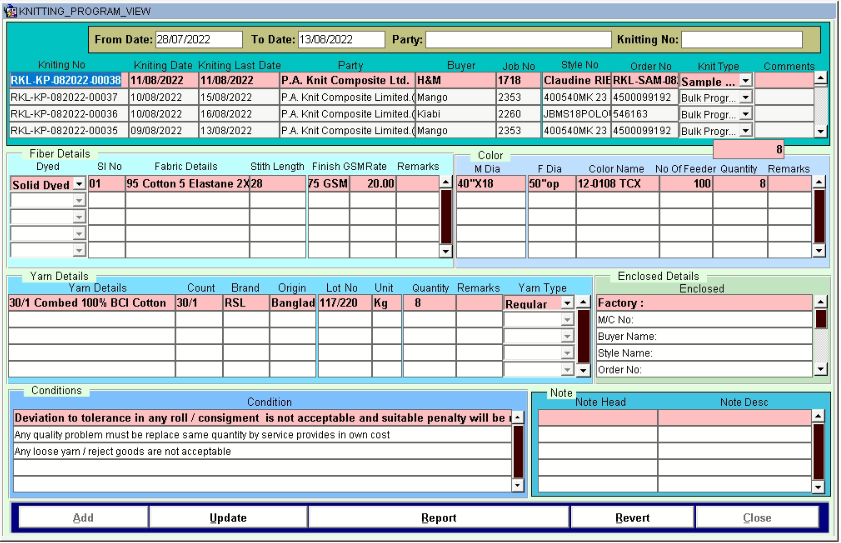 KNITTING_PROGRAM_VIEW
From Date: 28/07/2022 To Date: 13/08/2022 Party: Knitting No:
Kniting No Kniting Date Knitting Last Date Party Buyer Job No Style No Order No Knit Type Comments
RKL-KP-082022-00038 11/08/2022 11/08/2022 P.A. Knit Composite Ltd. H&M 1718 Claudine RIE RKL-SAM-08. Sample ...
RKL-KP-082022-00037 10/08/2022 15/08/2022 P.A. Knit Composite Limited.( Mango 2353 400540MK 23 4500099192 Bulk Progr...
RKL-KP-082022-00036 10/08/2022 16/08/2022 P.A. Knit Composite Limited.( Kiabi 2260 JBMS18POLO 546163 Bulk Progr...
RKL-KP-082022-00035 09/08/2022 13/08/2022 P.A. Knit Composite Limited.( Mango 2353 400540MK 23 4500099192 Bulk Progr...
8
Fiber Details
Dyed Sl No Fabric Details Stith Length Finish GSM Rate Remarks
Solid Dyed 01 95 Cotton 5 Elastane 2X 28 75 GSM 20.00
Color
M Dia F Dia Color Name No Of Feeder Quantity Remarks
40"X18 50"op 12-0108 TCX 100 8
Yarn Details
Yarn Details Count Brand Origin Lot No Unit Quantity Remarks Yarn Type
30/1 Combed 100% BCI Cotton 30/1 RSL Banglad 117/220 Kg 8 Regular
Enclosed Details
Enclosed
Factory :
M/C No:
Buyer Name:
Style Name:
Order No:
Conditions
Condition
Deviation to tolerance in any roll / consigment is not acceptable and suitable penalty will be
Any quality problem must be replace same quantity by service provides in own cost
Any loose yarn / reject goods are not acceptable
Note
Note Head Note Desc
Add Update Report Revert Close